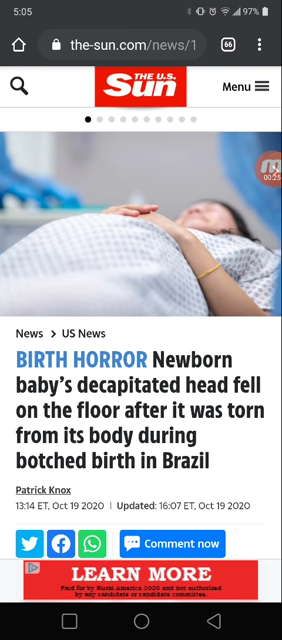 5:05
97%
the-sun.com/news/1
66
THE U.S.
Sun
Menu
00:25
News > US News
BIRTH HORROR Newborn
baby's decapitated head fell
on the floor after it was torn
from its body during
botched birth in Brazil
Patrick Knox
13:14 ET, Oct 19 2020 | Updated: 16:07 ET, Oct 19 2020
Comment now
LEARN MORE
Paid for by Rural America 2020 and not authorized
by any candidate or candidate committee.